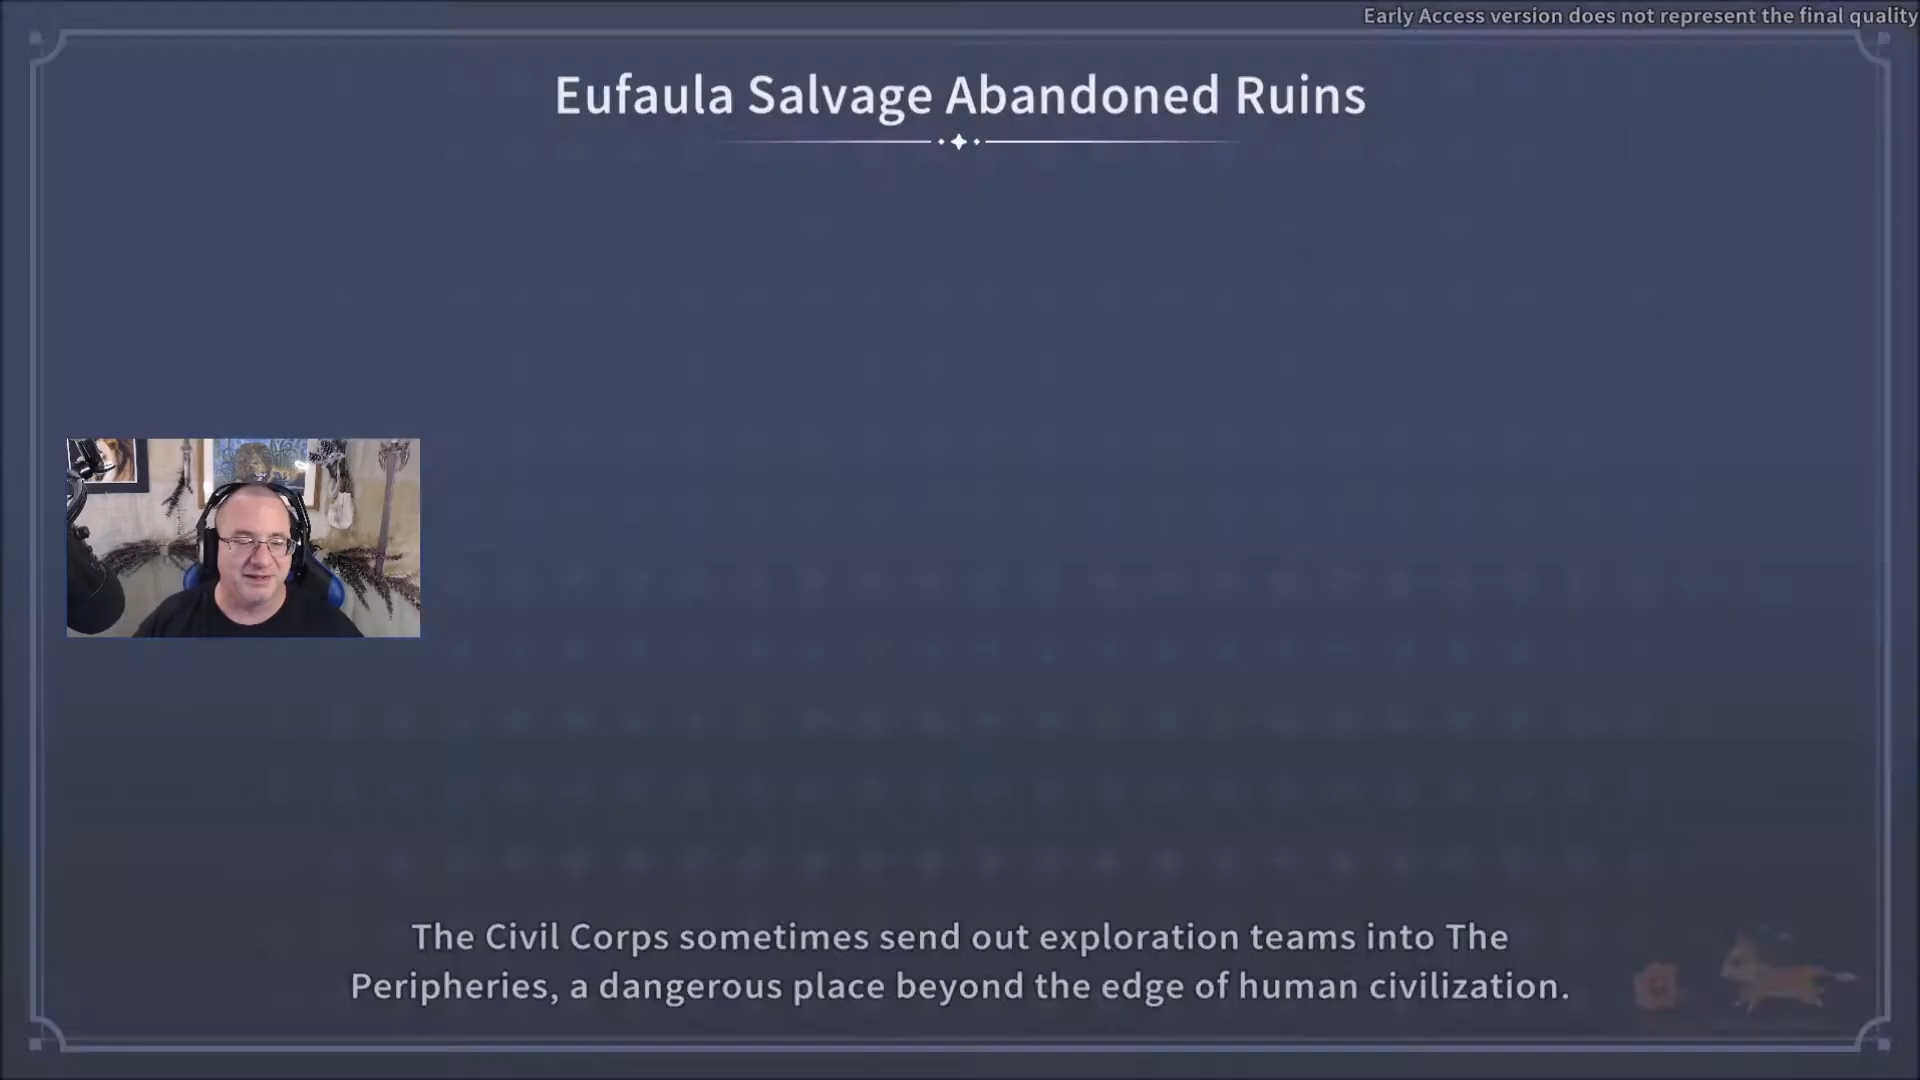 Early Access version does not represent the final quality
Eufaula Salvage Abandoned Ruins
The Civil Corps sometimes send out exploration teams into The
Peripheries, a dangerous place beyond the edge of human civilization.